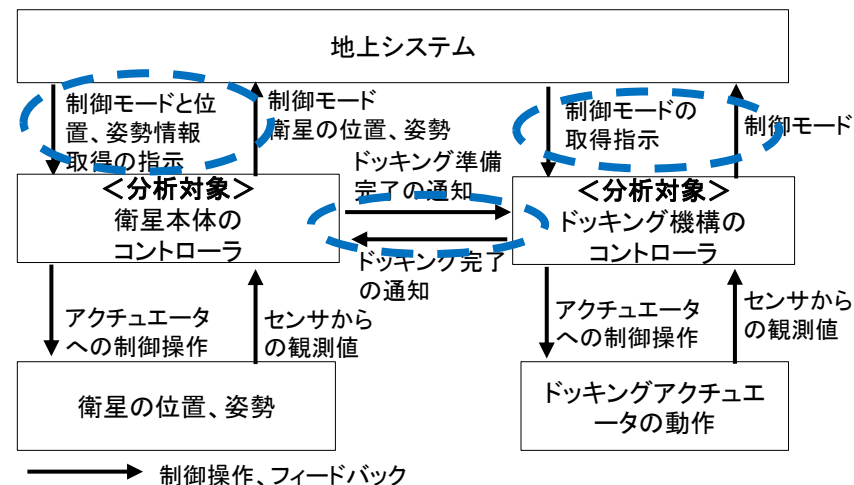 地上システム
制御モードと位
置、姿勢情報
取得の指示
制御モード
衛星の位置、姿勢
制御モードの
取得指示
制御モード
ドッキング準備
完了の通知
<分析対象>
衛星本体の
コントローラ
<分析対象>
ドッキング機構の
コントローラ
ドッキング完了
の通知
アクチュエータ
への制御操作
センサから
の観測値
アクチュエータ
への制御操作
センサから
の観測値
衛星の位置、姿勢
ドッキングアクチュエ
ータの動作
制御操作、フィードバック